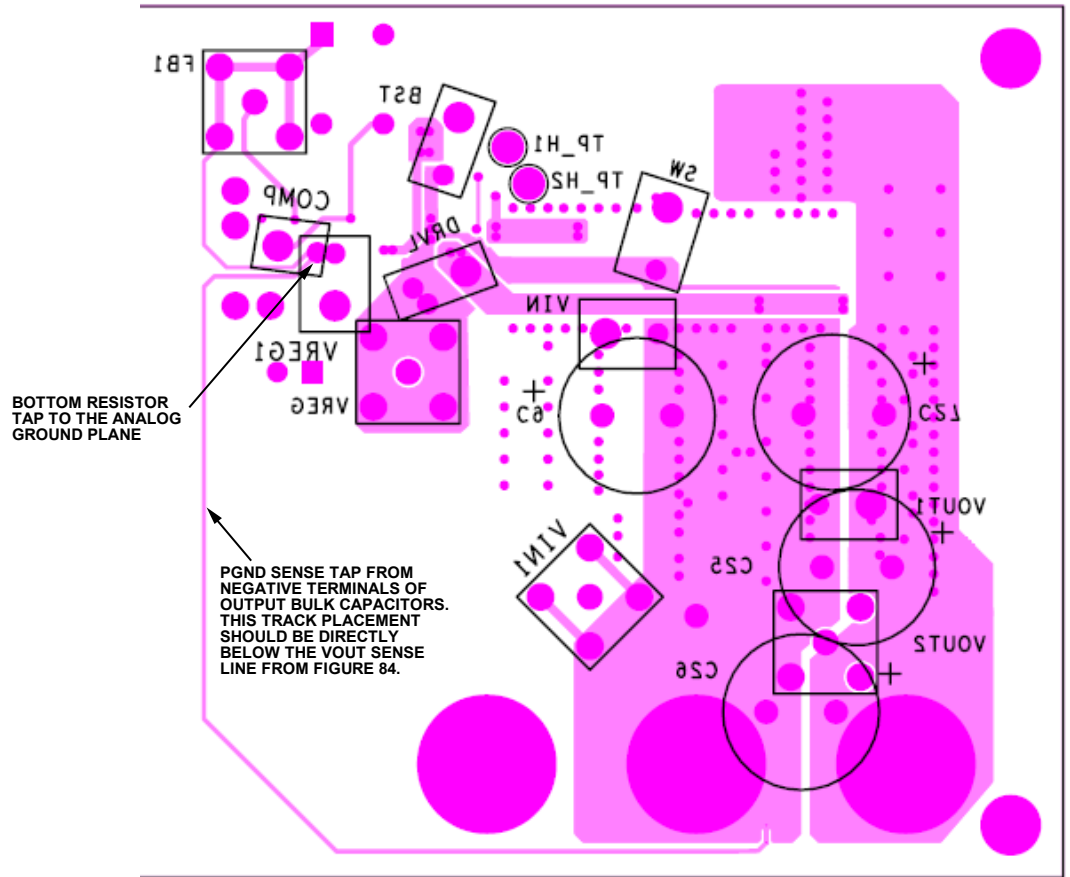 FB1
BST
TP_H1
TP_H2
SW
COMP
DRVL
VIN
VREG1
VREG
+
C6
+
C27
BOTTOM RESISTOR
TAP TO THE ANALOG
GROUND PLANE
VOUT1
+
VIN1
C25
PGND SENSE TAP FROM
NEGATIVE TERMINALS OF
OUTPUT BULK CAPACITORS.
THIS TRACK PLACEMENT
SHOULD BE DIRECTLY
BELOW THE VOUT SENSE
LINE FROM FIGURE 84.
VOUT2
C26
+